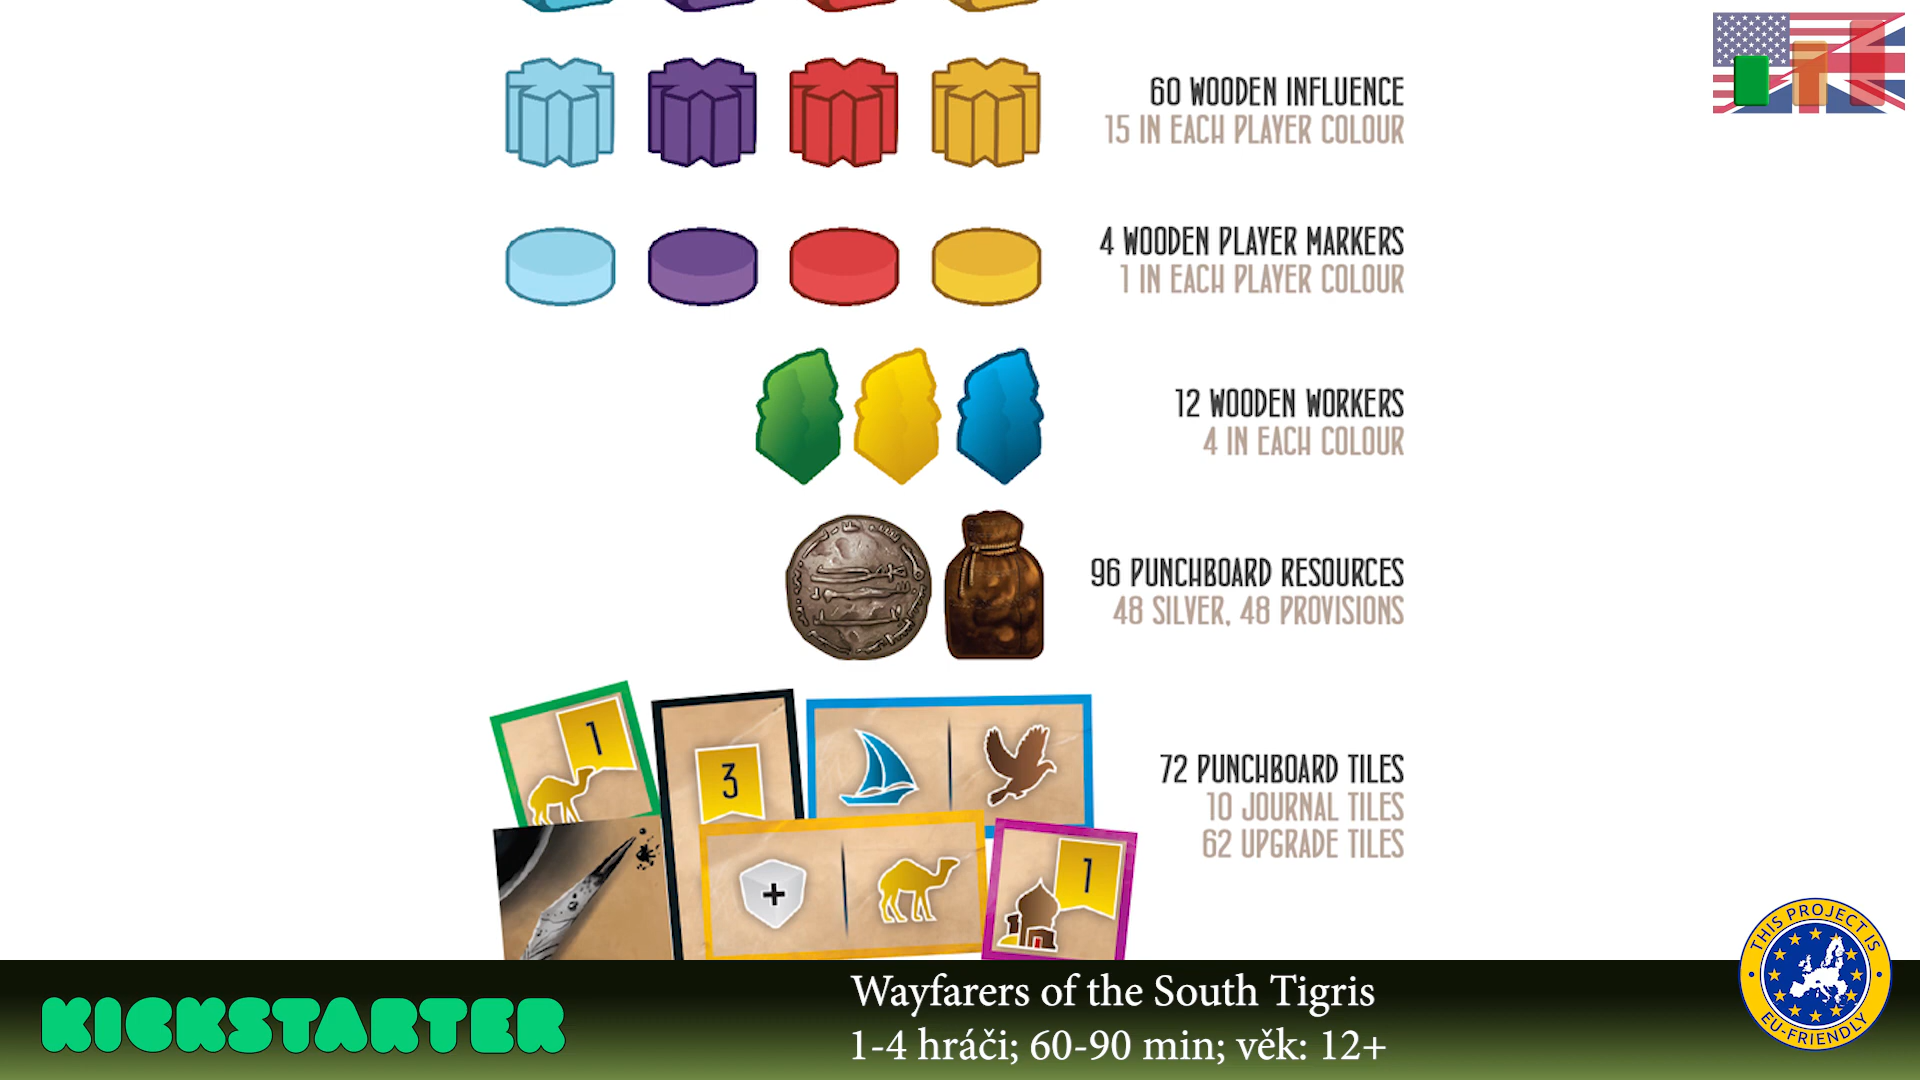 60 WOODEN INFLUENCE
15 IN EACH PLAYER COLOUR
4 WOODEN PLAYER MARKERS
1 IN EACH PLAYER COLOUR
12 WOODEN WORKERS
4 IN EACH COLOUR
96 PUNCHBOARD RESOURCES
48 SILVER, 48 PROVISIONS
1
3
72 PUNCHBOARD TILES
10 JOURNAL TILES
62 UPGRADE TILES
+
1
KICKSTARTER
Wayfarers of the South Tigris
1-4 hráči; 60-90 min; věk: 12+
THIS PROJECT IS
EU-FRIENDLY